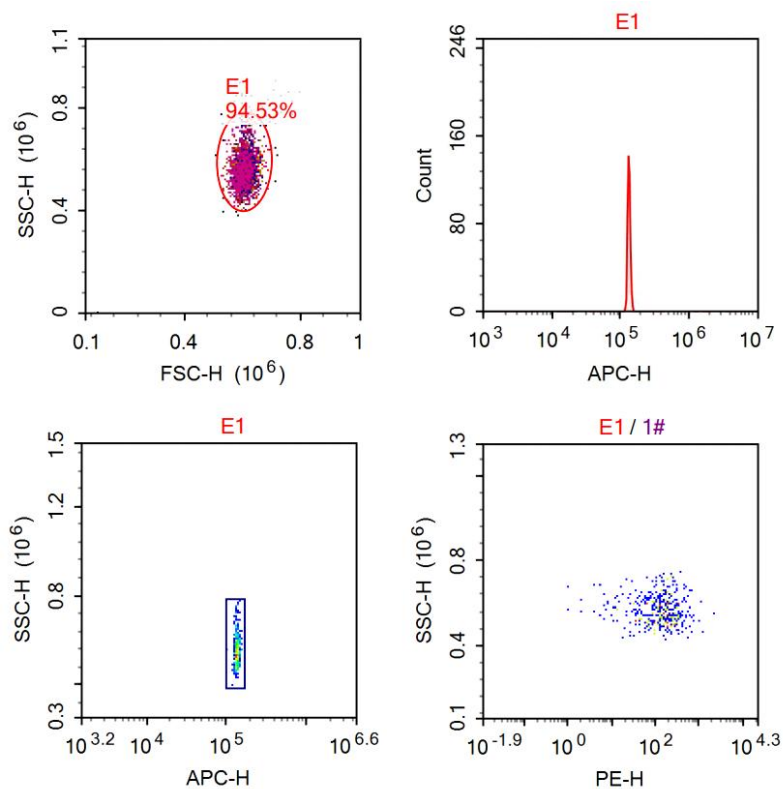 E1
94.53%
1.1
0.8
0.4
0
SSC-H (10^6)
0.1 0.4 0.8 1
FSC-H (10^6)
E1
246
160
80
0
Count
10^3 10^4 10^5 10^6 10^7
APC-H
E1
1.5
1.2
0.8
0.3
SSC-H (10^6)
10^3.2 10^4 10^5 10^6.6
APC-H
E1 / 1#
1.3
0.8
0.4
0.1
SSC-H (10^6)
10^-1.9 10^0 10^2 10^4.3
PE-H